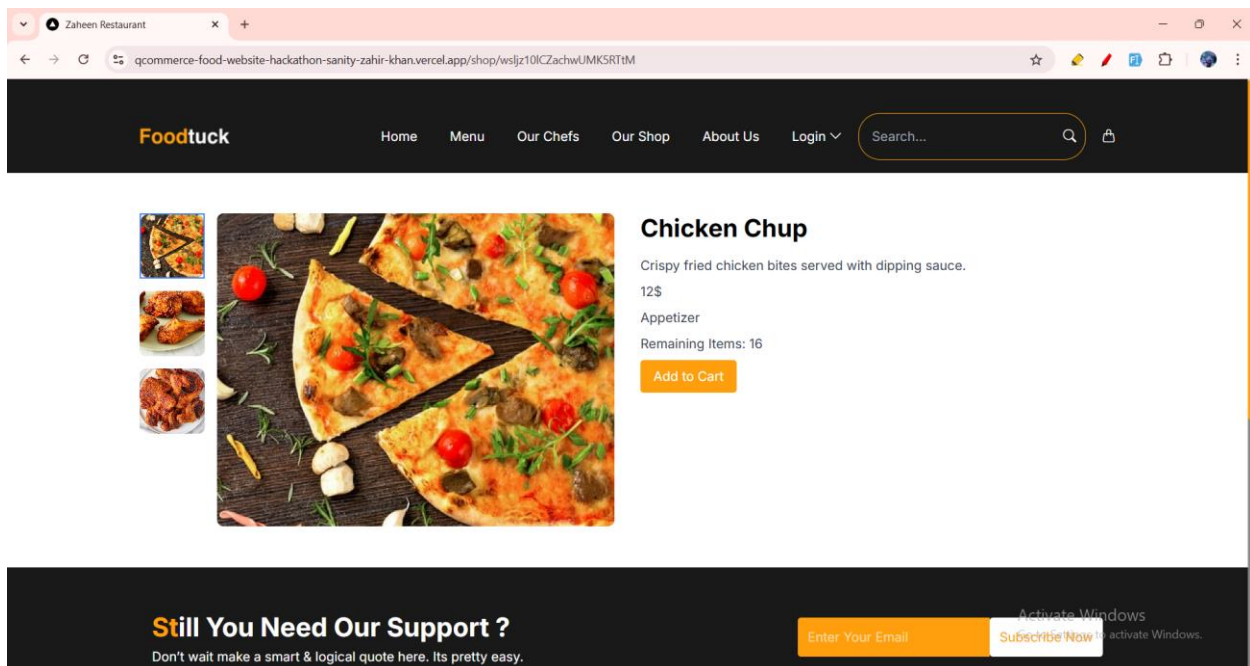 Zaheen Restaurant
qcommerce-food-website-hackathon-sanity-zahir-khan.vercel.app/shop/wsljz10lCZachwUMK5RTtM
Foodtuck Home Menu Our Chefs Our Shop About Us Login Search...
Chicken Chup
Crispy fried chicken bites served with dipping sauce.
12$
Appetizer
Remaining Items: 16
Add to Cart
Still You Need Our Support ?
Don't wait make a smart & logical quote here. Its pretty easy.
Enter Your Email
Subscribe Now
Activate Windows
to activate Windows.